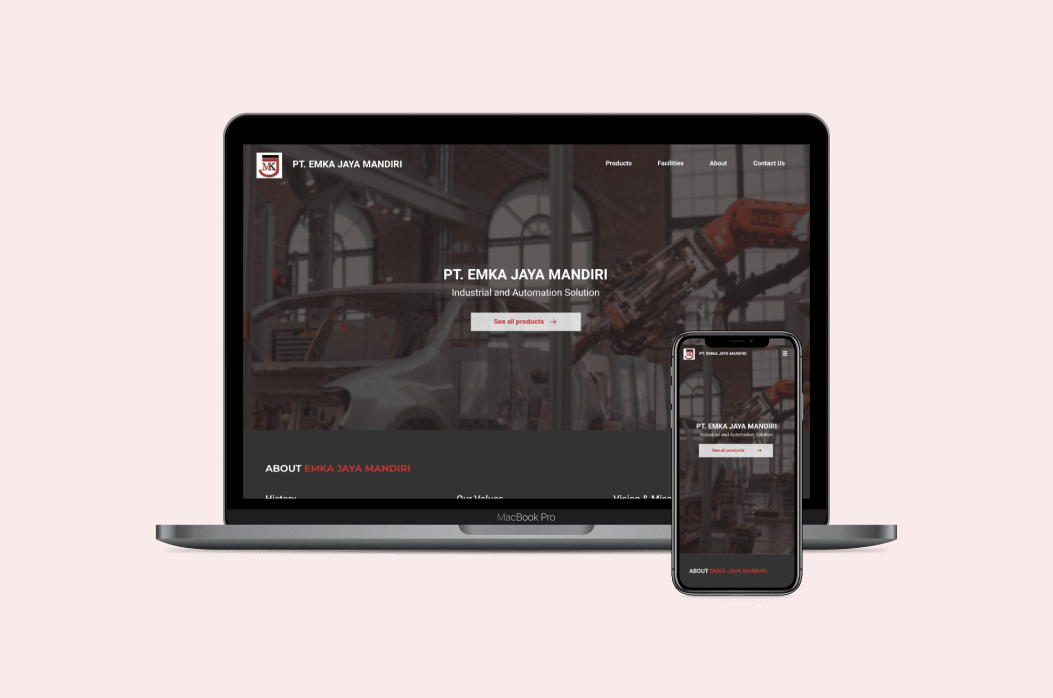 MK
PT. EMKA JAYA MANDIRI
Products
Facilities
About
Contact Us
PT. EMKA JAYA MANDIRI
Industrial and Automation Solution
See all products →
ABOUT EMKA JAYA MANDIRI
History
Our Values
Vision & Miss
MacBook Pro
MK
PT. EMKA JAYA MANDIRI
PT. EMKA JAYA MANDIRI
Industrial and Automation Solution
See all products →
ABOUT EMKA JAYA MANDIRI